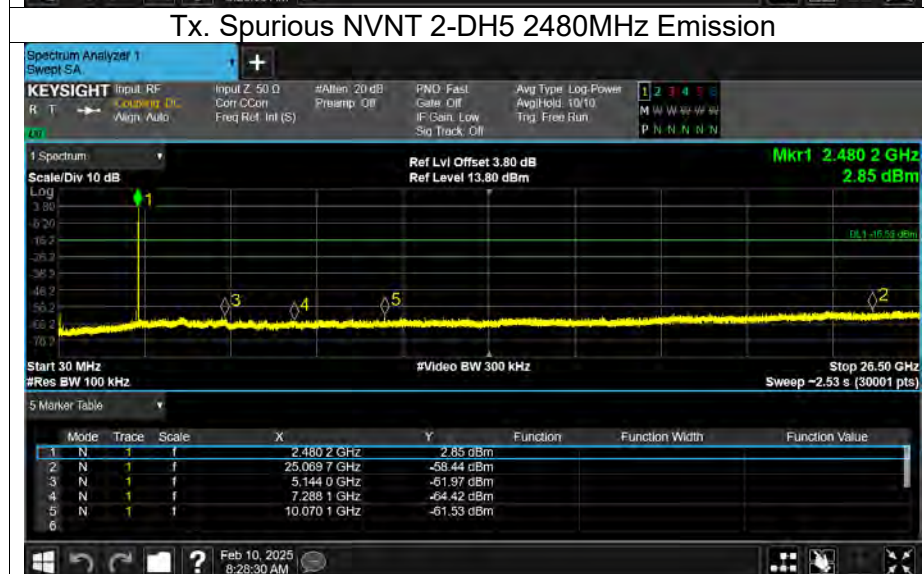 Tx. Spurious NVNT 2-DH5 2480MHz Emission
Spectrum Analyzer 1
Swept SA
+
KEYSIGHT Input: RF
R T
Coupling: DC
Align: Auto
Input Z: 50 Ω
Corr CCorr
Freq Ref: Int (S)
#Atten: 20 dB
Preamp: Off
PNO: Fast
Gate: Off
IF Gain: Low
Sig Track: Off
Avg Type: Log-Power
Avg|Hold: 10/10
Trig: Free Run
1 2 3 4 5 6
M W W W W W
P N N N N N
1 Spectrum
Scale/Div 10 dB
Ref Lvl Offset 3.80 dB
Ref Level 13.80 dBm
Mkr1 2.480 2 GHz
2.85 dBm
Log
3.80
-6.20
-16.2
-26.2
-36.2
-46.2
-56.2
-66.2
-76.2
1
3
4
5
2
Start 30 MHz
#Res BW 100 kHz
#Video BW 300 kHz
Stop 26.50 GHz
Sweep ~2.53 s (30001 pts)
5 Marker Table
Mode Trace Scale X Y Function Function Width Function Value
1 N 1 f 2.480 2 GHz 2.85 dBm
2 N 1 f 25.069 7 GHz -58.44 dBm
3 N 1 f 5.144 0 GHz -61.97 dBm
4 N 1 f 7.288 1 GHz -64.42 dBm
5 N 1 f 10.070 1 GHz -61.53 dBm
6
?
Feb 10, 2025
8:28:30 AM